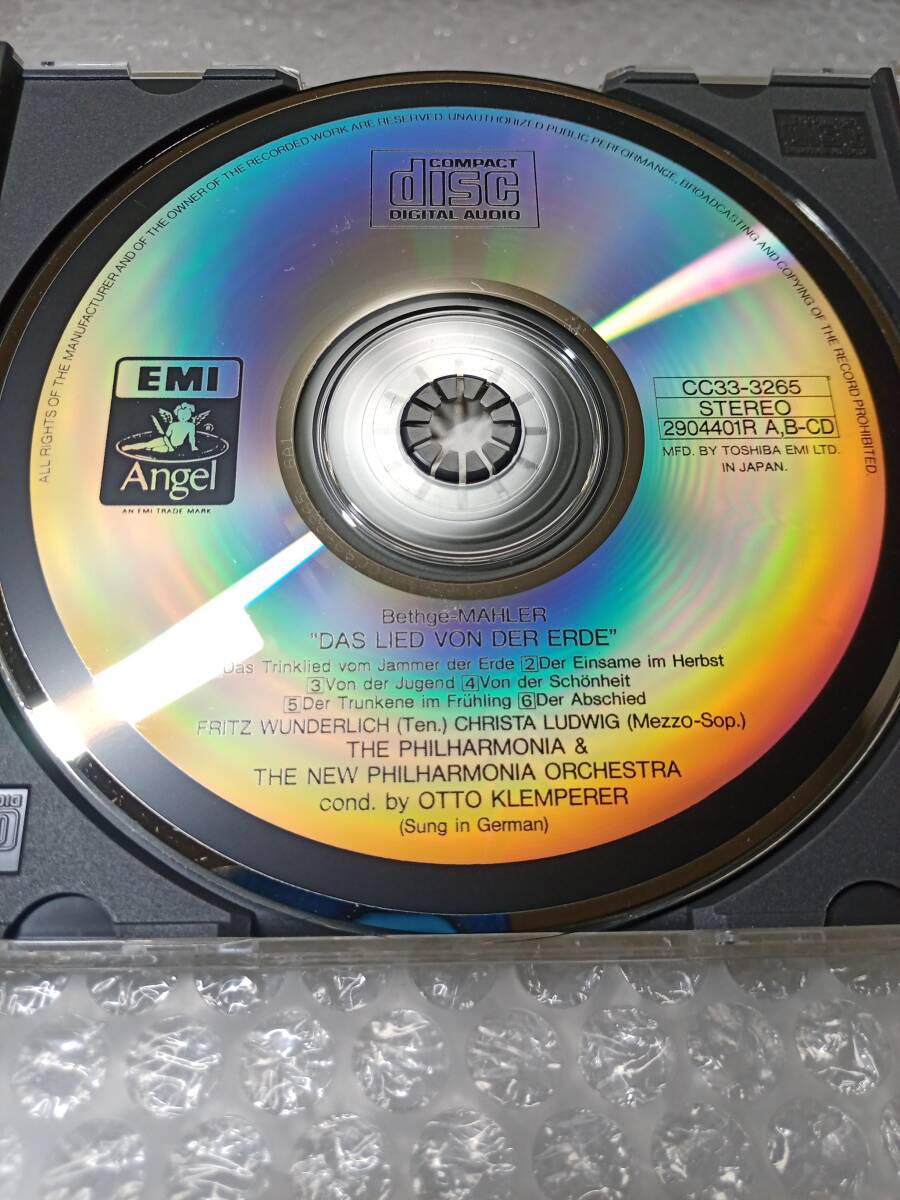 ALL RIGHTS OF THE MANUFACTURER AND OF THE OWNER OF THE RECORDED WORK ARE RESERVED. UNAUTHORIZED PUBLIC PERFORMANCE, BROADCASTING AND COPYING OF THE RECORD PROHIBITED.
COMPACT
disc
DIGITAL AUDIO
EMI
Angel
AN EMI TRADE MARK
CC33-3265
STEREO
2904401R A,B-CD
MFD. BY TOSHIBA EMI LTD.
IN JAPAN.
Bethge-MAHLER
"DAS LIED VON DER ERDE"
Das Trinklied vom Jammer der Erde 2 Der Einsame im Herbst
3 Von der Jugend 4 Von der Schönheit
5 Der Trunkene im Frühling 6 Der Abschied
FRITZ WUNDERLICH (Ten.) CHRISTA LUDWIG (Mezzo-Sop.)
THE PHILHARMONIA &
THE NEW PHILHARMONIA ORCHESTRA
cond. by OTTO KLEMPERER
(Sung in German)